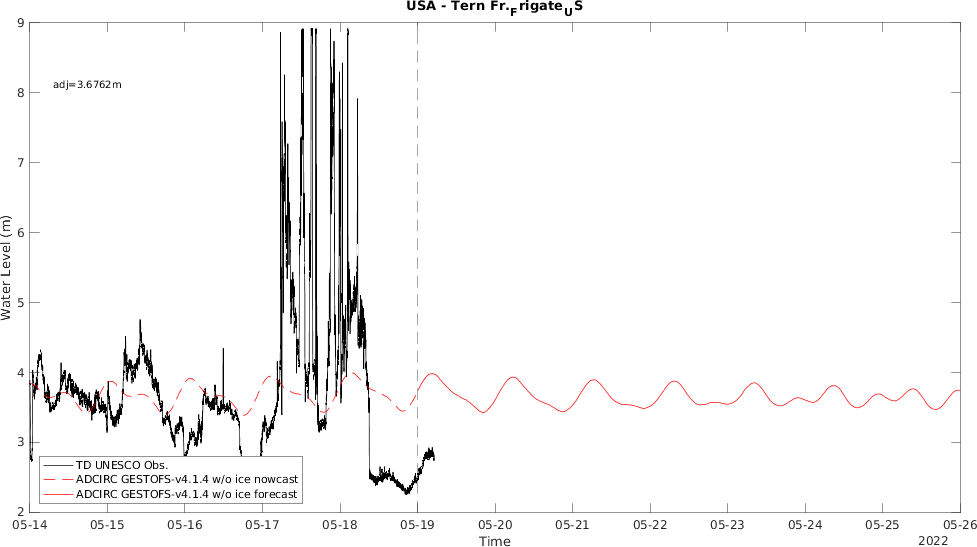 USA - Tern Fr.FrigateUS
adj=3.6762m
9
8
7
6
5
4
3
2
Water Level (m)
TD UNESCO Obs.
ADCIRC GESTOFS-v4.1.4 w/o ice nowcast
ADCIRC GESTOFS-v4.1.4 w/o ice forecast
05-14 05-15 05-16 05-17 05-18 05-19 05-20 05-21 05-22 05-23 05-24 05-25 05-26
Time
2022